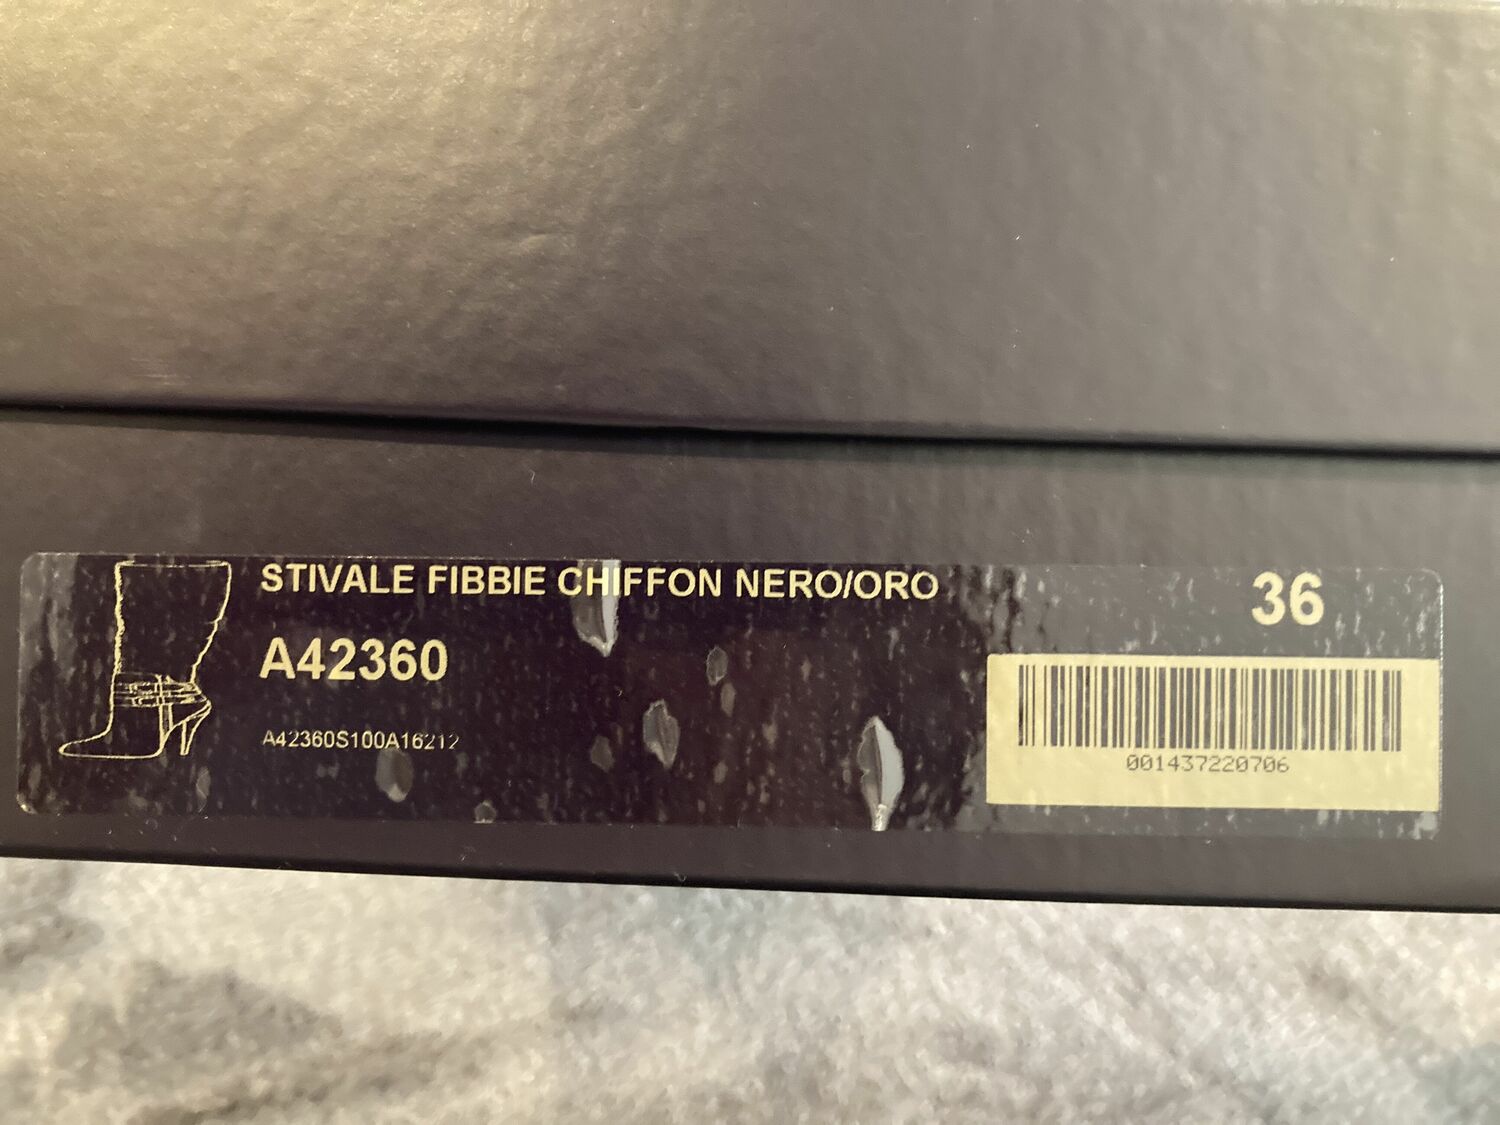 STIVALE FIBBIE CHIFFON NERO/ORO
36
A42360
A42360S100A16212
001437220706